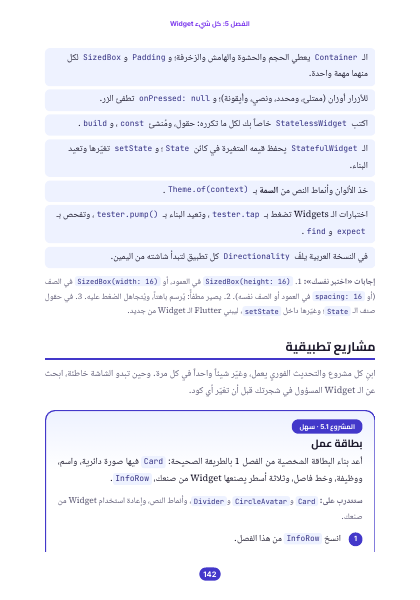 الفصل 5: كل شيء Widget
الـ Container يعطي الحجم والحشوة والهامش والزخرفة؛ و Padding و SizedBox لكل
منهما مهمة واحدة.
للأزرار أوزان (ممتلئ، ومحدد، ونصي، وأيقونة)؛ و onPressed: null تطفئ الزر.
اكتب StatelessWidget خاصاً بك لكل ما تكرره: حقول، ومُنشئ const ، و build .
الـ StatefulWidget يحفظ قيمه المتغيرة في كائن State ؛ و setState تغيّرها وتعيد
البناء.
خذ الألوان وأنماط النص من السمة بـ Theme.of(context) .
اختبارات الـ Widgets تضغط بـ tester.tap ، وتعيد البناء بـ tester.pump() ، وتفحص بـ
expect و find .
في النسخة العربية يلفّ Directionality كل تطبيق لتبدأ شاشته من اليمين.
إجابات «اختبر نفسك»: 1. SizedBox(height: 16) في العمود، أو SizedBox(width: 16) في الصف
(أو spacing: 16 في العمود أو الصف نفسه). 2. يصير مطفأً: يُرسم باهتاً، ويُتجاهل الضغط عليه. 3. في حقول
صنف الـ State ؛ وغيّرها داخل setState ، ليبني Flutter الـ Widget من جديد.
مشاريع تطبيقية
ابنِ كل مشروع والتحديث الفوري يعمل، وغيّر شيئاً واحداً في كل مرة. وحين تبدو الشاشة خاطئة، ابحث
عن الـ Widget المسؤول في شجرتك قبل أن تغيّر أي كود.
المشروع 5.1 · سهل
بطاقة عمل
أعد بناء البطاقة الشخصية من الفصل 1 بالطريقة الصحيحة: Card فيها صورة دائرية، واسم،
ووظيفة، وخط فاصل، وثلاثة أسطر يصنعها Widget من صنعك، InfoRow .
ستتدرب على: Card و CircleAvatar و Divider ، وأنماط النص، وإعادة استخدام Widget من
صنعك.
1 انسخ InfoRow من هذا الفصل.
142